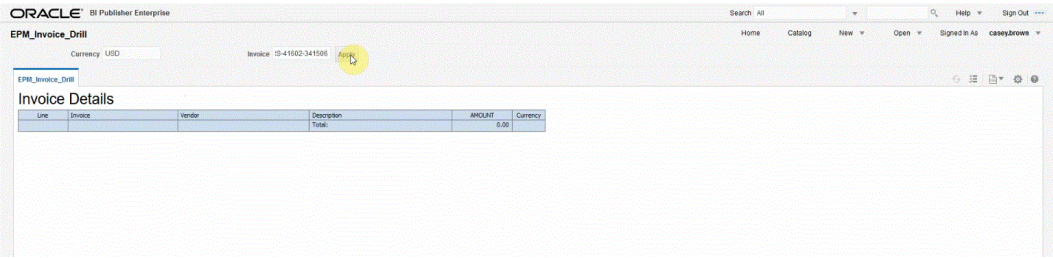 ORACLE BI Publisher Enterprise Search All Help Sign Out
EPM_Invoice_Drill Home Catalog New Open Signed In As casey.brown
Currency USD Invoice :S-41602-341506 Apply
EPM_Invoice_Drill
Invoice Details
Line Invoice Vendor Description AMOUNT Currency
Total: 0.00